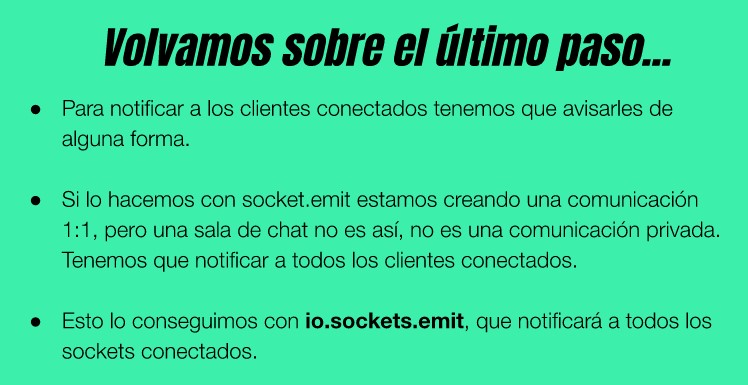 Volvamos sobre el último paso...
● Para notificar a los clientes conectados tenemos que avisarles de
alguna forma.
● Si lo hacemos con socket.emit estamos creando una comunicación
1:1, pero una sala de chat no es así, no es una comunicación privada.
Tenemos que notificar a todos los clientes conectados.
● Esto lo conseguimos con io.sockets.emit, que notificará a todos los
sockets conectados.